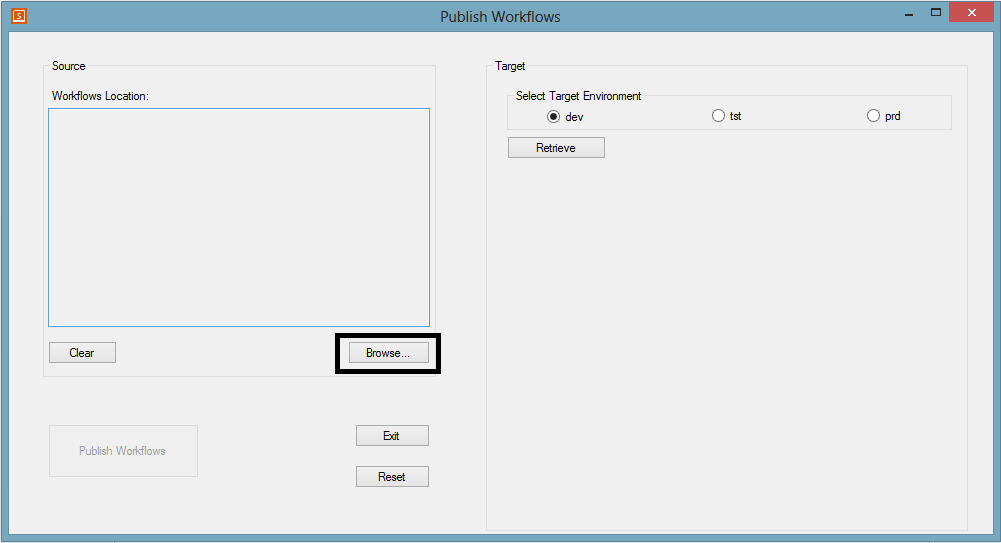 Publish Workflows
Source
Workflows Location:
Clear
Browse...
Publish Workflows
Exit
Reset
Target
Select Target Environment
dev
tst
prd
Retrieve